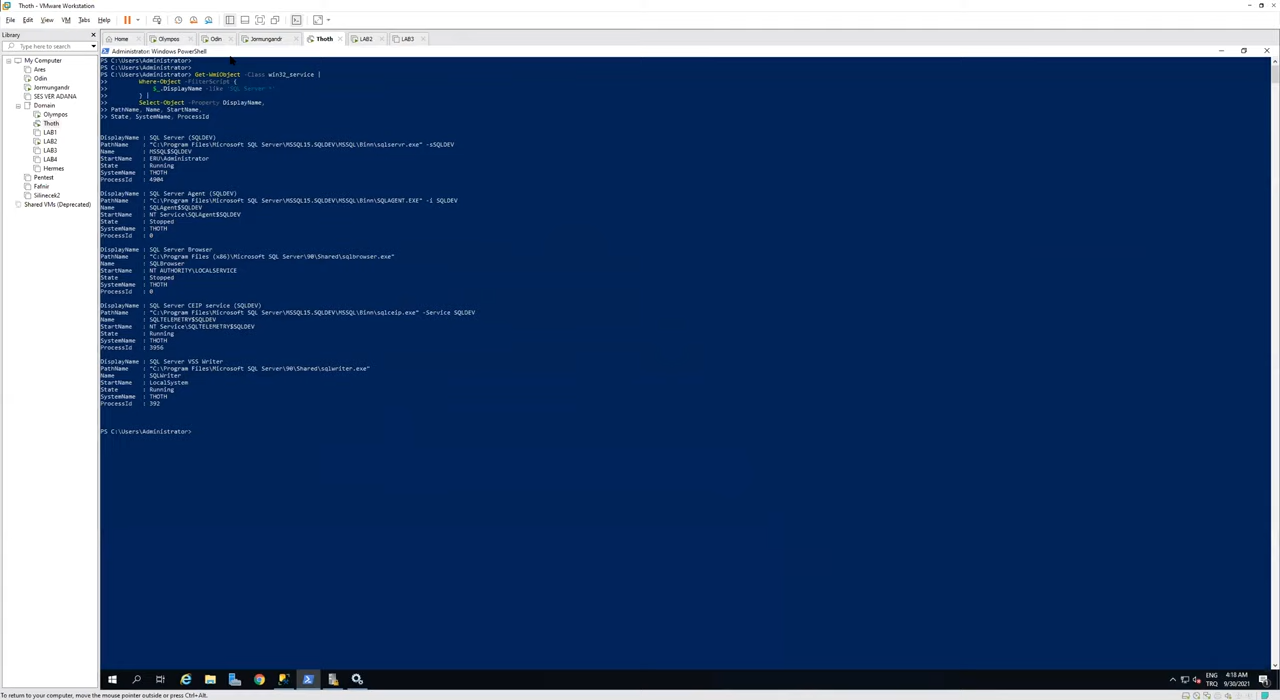 Thoth - VMware Workstation
File Edit View VM Tabs Help
Library
Type here to search
My Computer
Ares
Odin
Jormungandr
SES VER ADANA
Domain
Olympos
Thoth
LAB1
LAB2
LAB3
LAB4
Hermes
Pentest
Fafnir
Silinecek2
Shared VMs (Deprecated)
Home Olympos Odin Jormungandr Thoth LAB2 LAB3
Administrator: Windows PowerShell
PS C:\Users\Administrator>
PS C:\Users\Administrator>
PS C:\Users\Administrator> Get-WmiObject -Class win32_service |
>> Where-Object -FilterScript {
>> $_.DisplayName -like 'SQL Server *'
>> } |
>> Select-Object -Property DisplayName,
>> PathName, Name, StartName,
>> State, SystemName, ProcessId
DisplayName : SQL Server (SQLDEV)
PathName : "C:\Program Files\Microsoft SQL Server\MSSQL15.SQLDEV\MSSQL\Binn\sqlservr.exe" -sSQLDEV
Name : MSSQL$SQLDEV
StartName : ERU\Administrator
State : Running
SystemName : THOTH
ProcessId : 4904
DisplayName : SQL Server Agent (SQLDEV)
PathName : "C:\Program Files\Microsoft SQL Server\MSSQL15.SQLDEV\MSSQL\Binn\SQLAGENT.EXE" -i SQLDEV
Name : SQLAgent$SQLDEV
StartName : NT Service\SQLAgent$SQLDEV
State : Stopped
SystemName : THOTH
ProcessId : 0
DisplayName : SQL Server Browser
PathName : "C:\Program Files (x86)\Microsoft SQL Server\90\Shared\sqlbrowser.exe"
Name : SQLBrowser
StartName : NT AUTHORITY\LOCALSERVICE
State : Stopped
SystemName : THOTH
ProcessId : 0
DisplayName : SQL Server CEIP service (SQLDEV)
PathName : "C:\Program Files\Microsoft SQL Server\MSSQL15.SQLDEV\MSSQL\Binn\sqlceip.exe" -Service SQLDEV
Name : SQLTELEMETRY$SQLDEV
StartName : NT Service\SQLTELEMETRY$SQLDEV
State : Running
SystemName : THOTH
ProcessId : 3956
DisplayName : SQL Server VSS Writer
PathName : "C:\Program Files\Microsoft SQL Server\90\Shared\sqlwriter.exe"
Name : SQLWriter
StartName : LocalSystem
State : Running
SystemName : THOTH
ProcessId : 392
PS C:\Users\Administrator>
ENG 4:18 AM
TRQ 9/30/2021
To return to your computer, move the mouse pointer outside or press Ctrl+Alt.